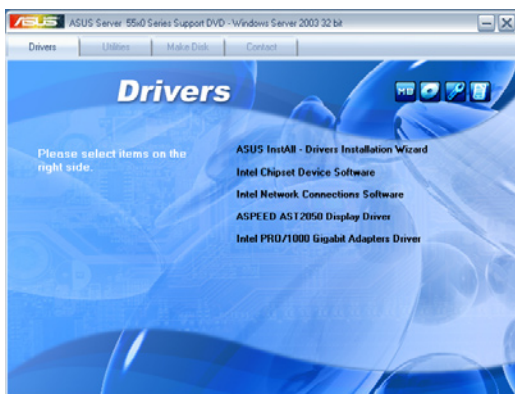 ASUS ASUS Server 55x0 Series Support DVD - Windows Server 2003 32 bit
Drivers Utilities Make Disk Contact
Drivers
MB
Please select items on the
right side.
ASUS InstAll - Drivers Installation Wizard
Intel Chipset Device Software
Intel Network Connections Software
ASPEED AST2050 Display Driver
Intel PRO/1000 Gigabit Adapters Driver